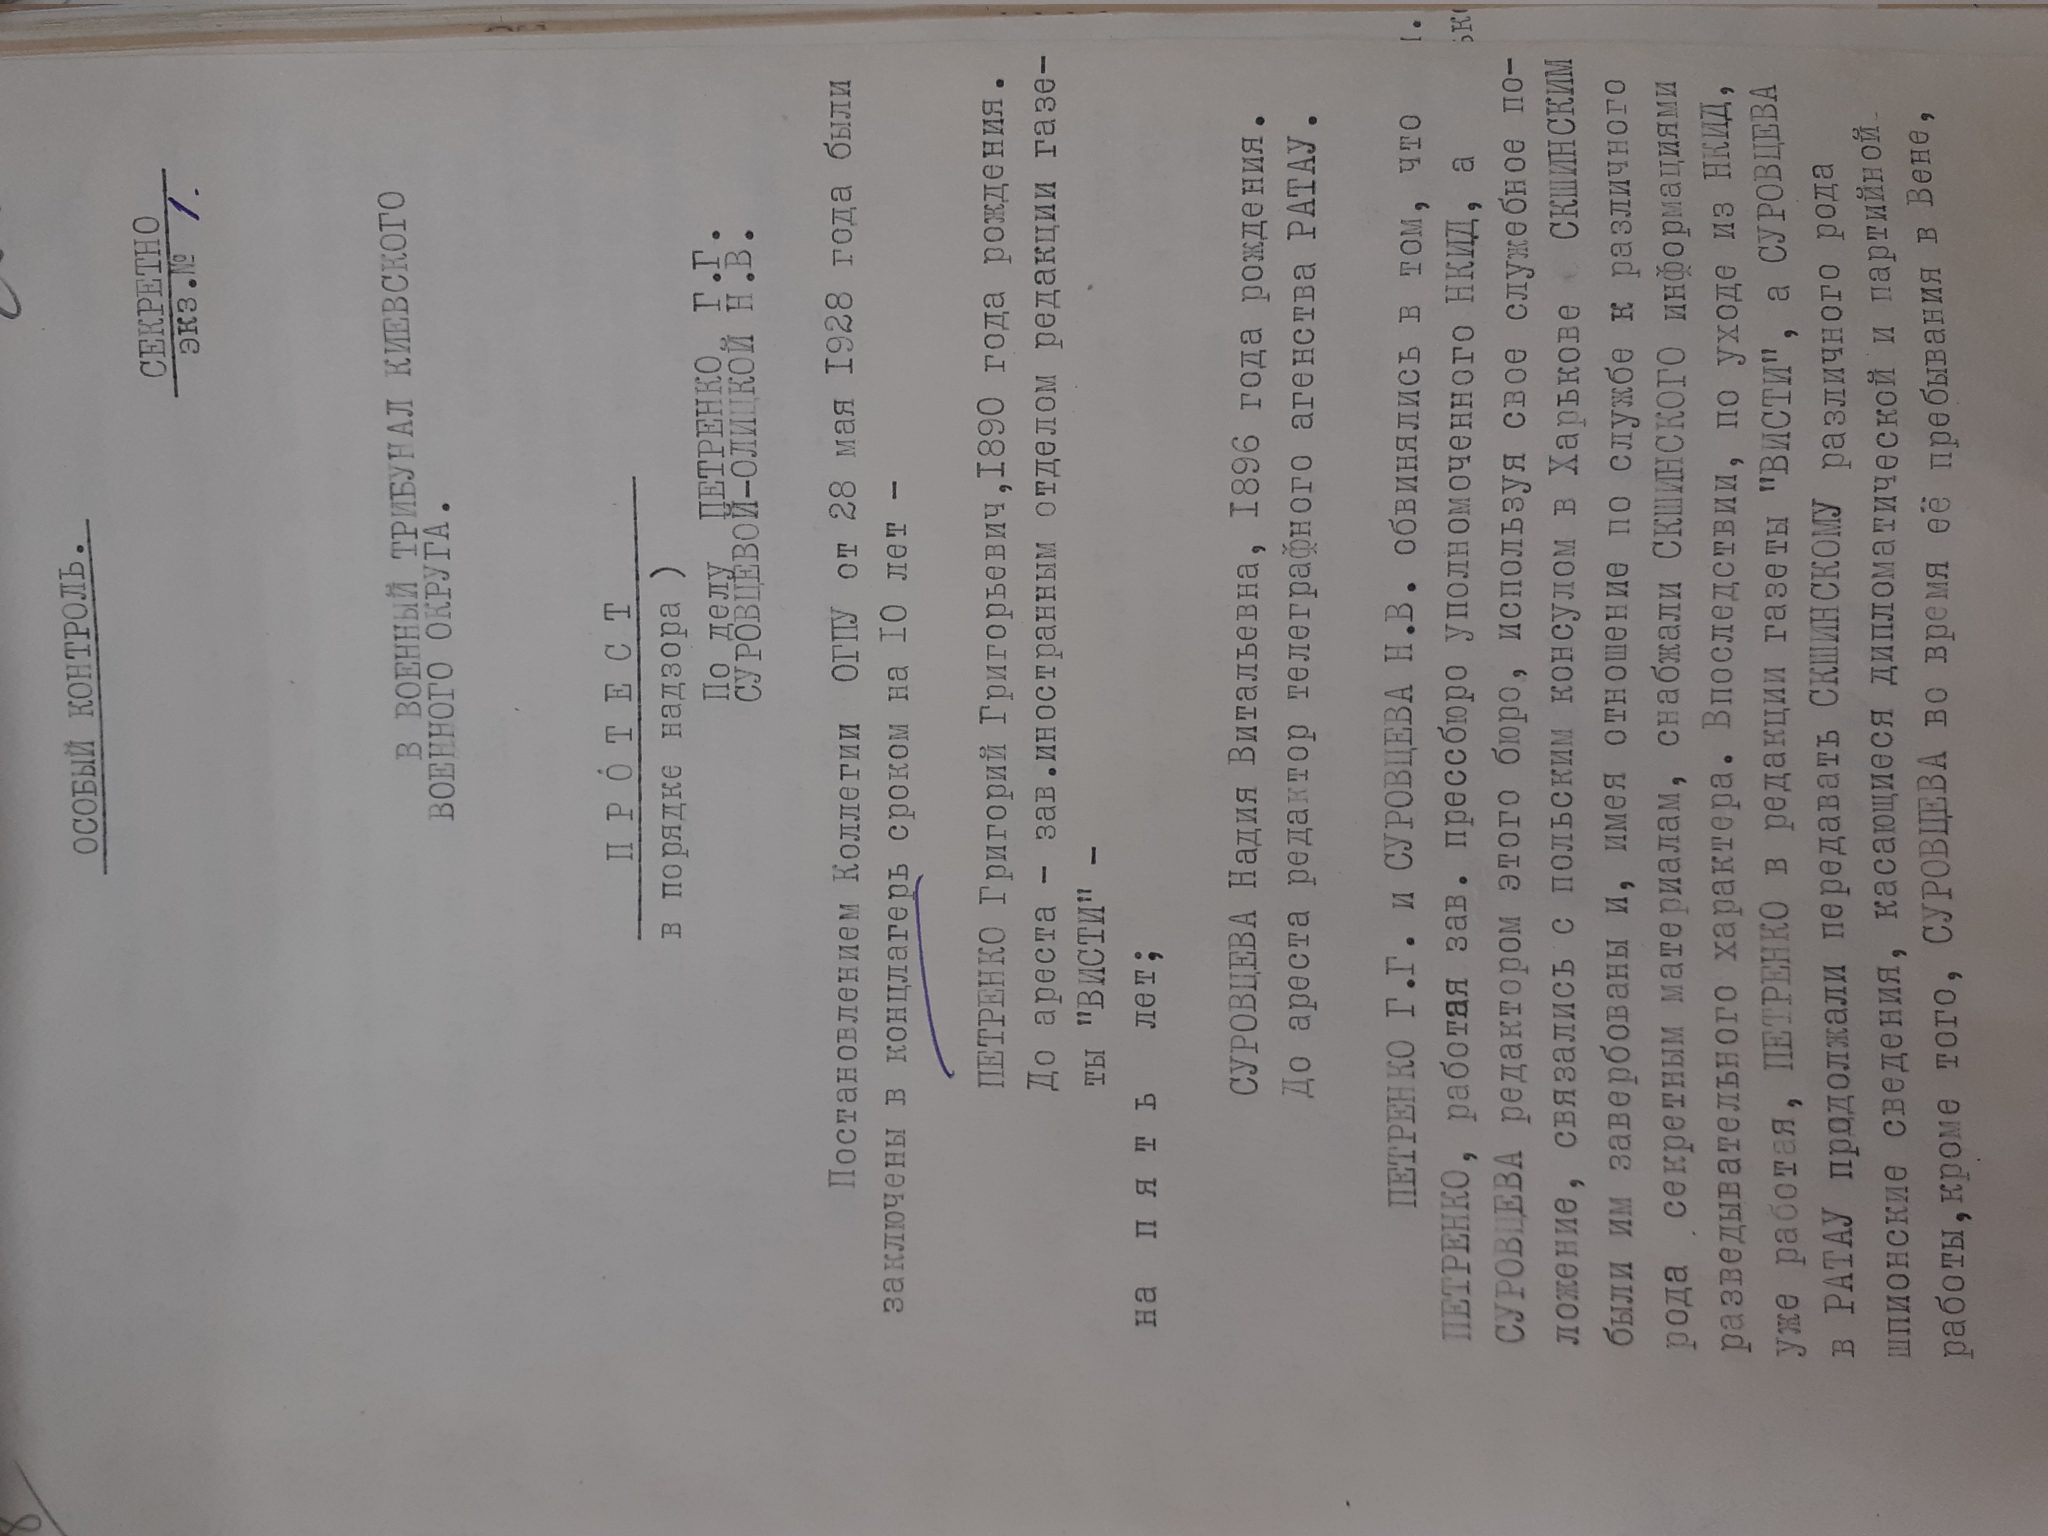 ОСОБЫЙ КОНТРОЛЬ.
СЕКРЕТНО
экз.№ 1.
В ВОЕННЫЙ ТРИБУНАЛ КИЕВСКОГО
ВОЕННОГО ОКРУГА.
П Р О Т Е С Т
в порядке надзора )
По делу ПЕТРЕНКО Г.Г.
СУРОВЦЕВОЙ-ОЛИЦКОЙ Н.В.
Постановлением Коллегии ОГПУ от 28 мая 1928 года были
заключены в концлагерь сроком на 10 лет -
ПЕТРЕНКО Григорий Григорьевич,1890 года рождения.
До ареста - зав.иностранным отделом редакции газе-
ты "ВИСТИ" -
на п я т ь лет;
СУРОВЦЕВА Надия Витальевна, 1896 года рождения.
До ареста редактор телеграфного агенства РАТАУ.
ПЕТРЕНКО Г.Г. и СУРОВЦЕВА Н.В. обвинялись в том, что
ПЕТРЕНКО, работая зав. прессбюро уполномоченного НКИД, а
СУРОВЦЕВА редактором этого бюро, используя свое служебное по-
ложение, связались с польским консулом в Харькове СКШИНСКИМ
были им завербованы и, имея отношение по службе к различного
рода секретным материалам, снабжали СКШИНСКОГО информациями
разведывательного характера. Впоследствии, по уходе из НКИД,
уже работая, ПЕТРЕНКО в редакции газеты "ВИСТИ", а СУРОВЦЕВА
в РАТАУ прдолжали передавать СКШИНСКОМУ различного рода
шпионские сведения, касающиеся дипломатической и партийной
работы,кроме того, СУРОВЦЕВА во время её пребывания в Вене,